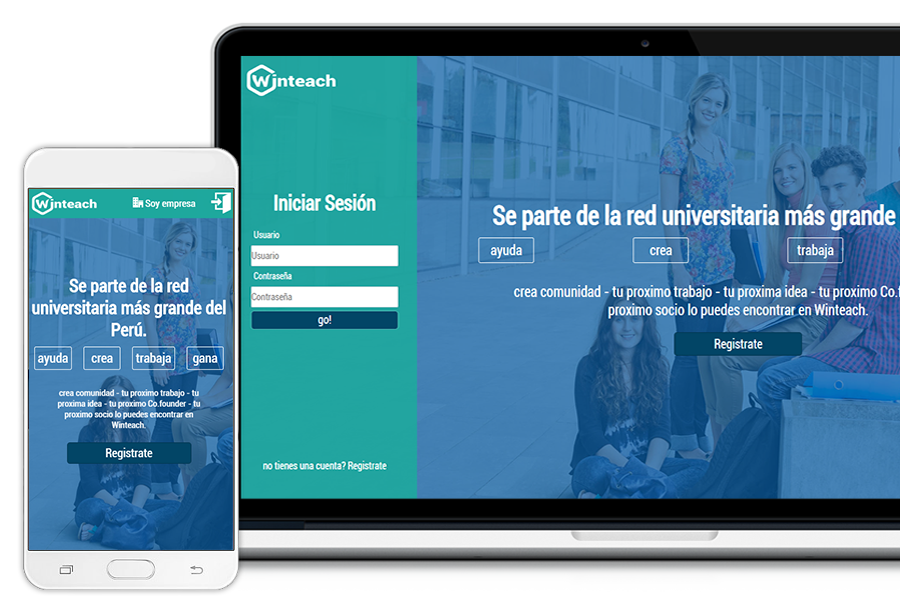 Winteach
Soy empresa
Se parte de la red
universitaria más grande del
Perú.
ayuda
crea
trabaja
gana
crea comunidad - tu proximo trabajo - tu
proxima idea - tu proximo Co.founder - tu
proximo socio lo puedes encontrar en
Winteach.
Registrate
Winteach
Iniciar Sesión
Usuario
Usuario
Contraseña
Contraseña
go!
no tienes una cuenta? Registrate
Se parte de la red universitaria más grande
ayuda
crea
trabaja
crea comunidad - tu proximo trabajo - tu proxima idea - tu proximo Co.f
proximo socio lo puedes encontrar en Winteach.
Registrate